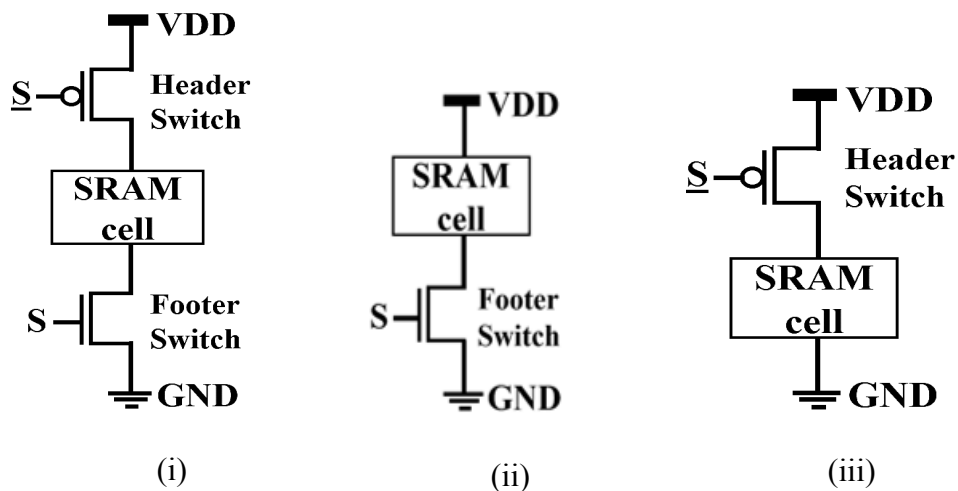 VDD
S
Header
Switch
SRAM
cell
S
Footer
Switch
GND
(i)
VDD
SRAM
cell
S
Footer
Switch
GND
(ii)
VDD
S
Header
Switch
SRAM
cell
GND
(iii)